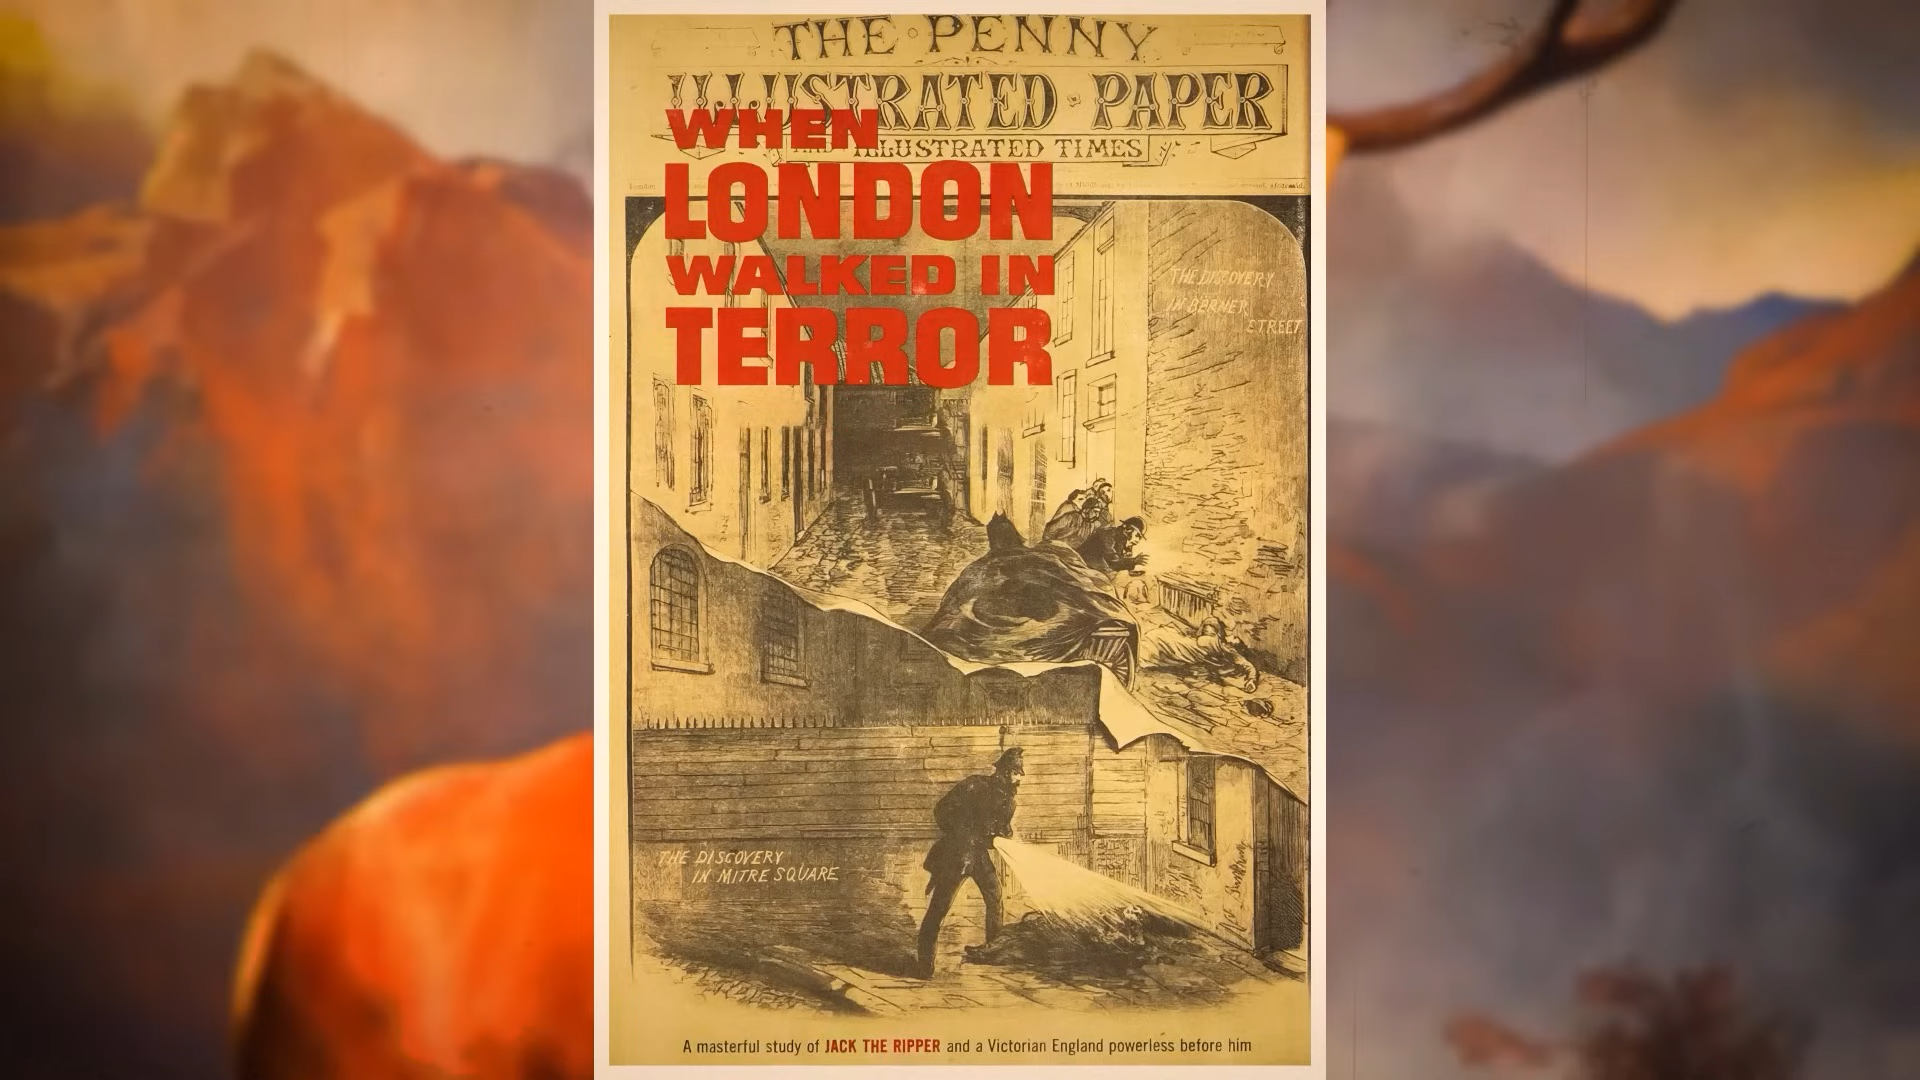 THE PENNY
ILLUSTRATED PAPER
WHEN
AND ILLUSTRATED TIMES
LONDON
WALKED IN
TERROR
THE DISCOVERY
IN BERNER
STREET
THE DISCOVERY
IN MITRE SQUARE
A masterful study of JACK THE RIPPER and a Victorian England powerless before him